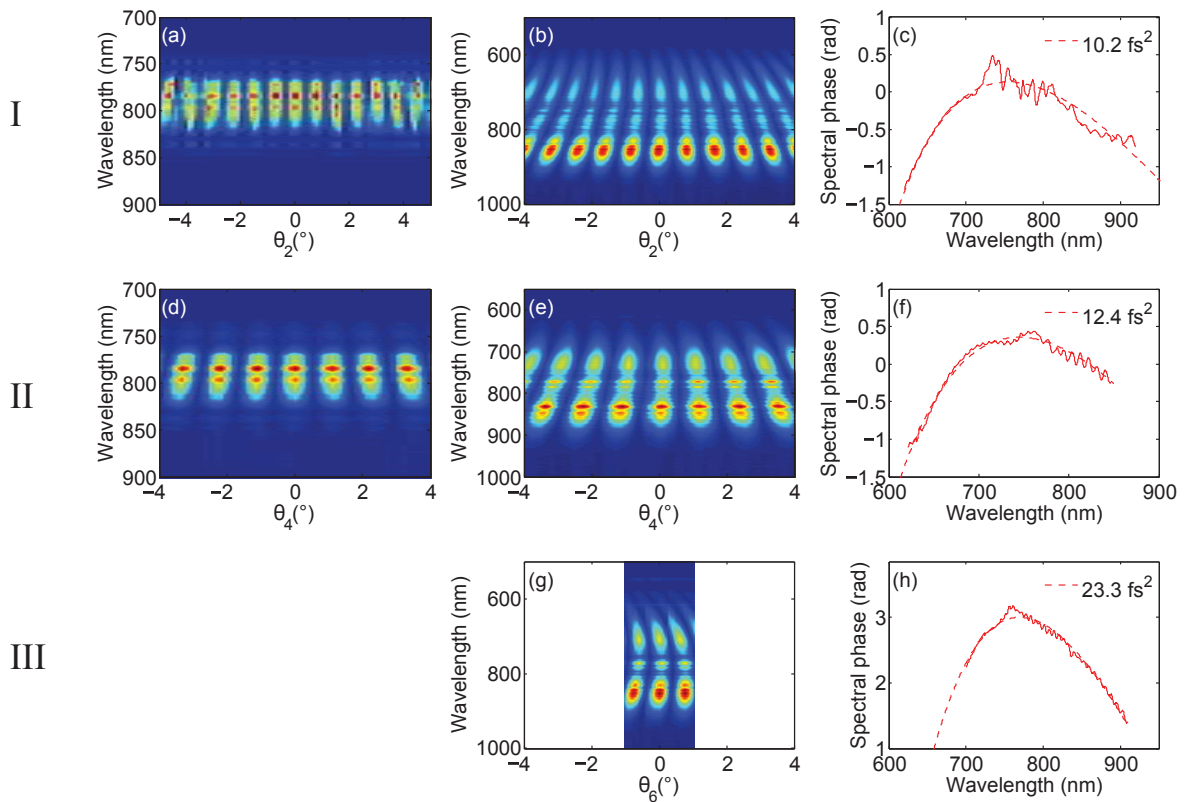 I
(a)
Wavelength (nm)
700
750
800
850
900
−4
−2
0
2
4
θ2(°)
(b)
Wavelength (nm)
600
800
1000
−4
−2
0
2
4
θ2(°)
(c)
10.2 fs²
Spectral phase (rad)
1
0.5
0
−0.5
−1
−1.5
600
700
800
900
Wavelength (nm)
II
(d)
Wavelength (nm)
700
750
800
850
900
−4
−2
0
2
4
θ4(°)
(e)
Wavelength (nm)
600
700
800
900
1000
−4
−2
0
2
4
θ4(°)
(f)
12.4 fs²
Spectral phase (rad)
1
0.5
0
−0.5
−1
−1.5
600
700
800
900
Wavelength (nm)
III
(g)
Wavelength (nm)
600
800
1000
−4
−2
0
2
4
θ6(°)
(h)
23.3 fs²
Spectral phase (rad)
3
2
1
600
700
800
900
Wavelength (nm)